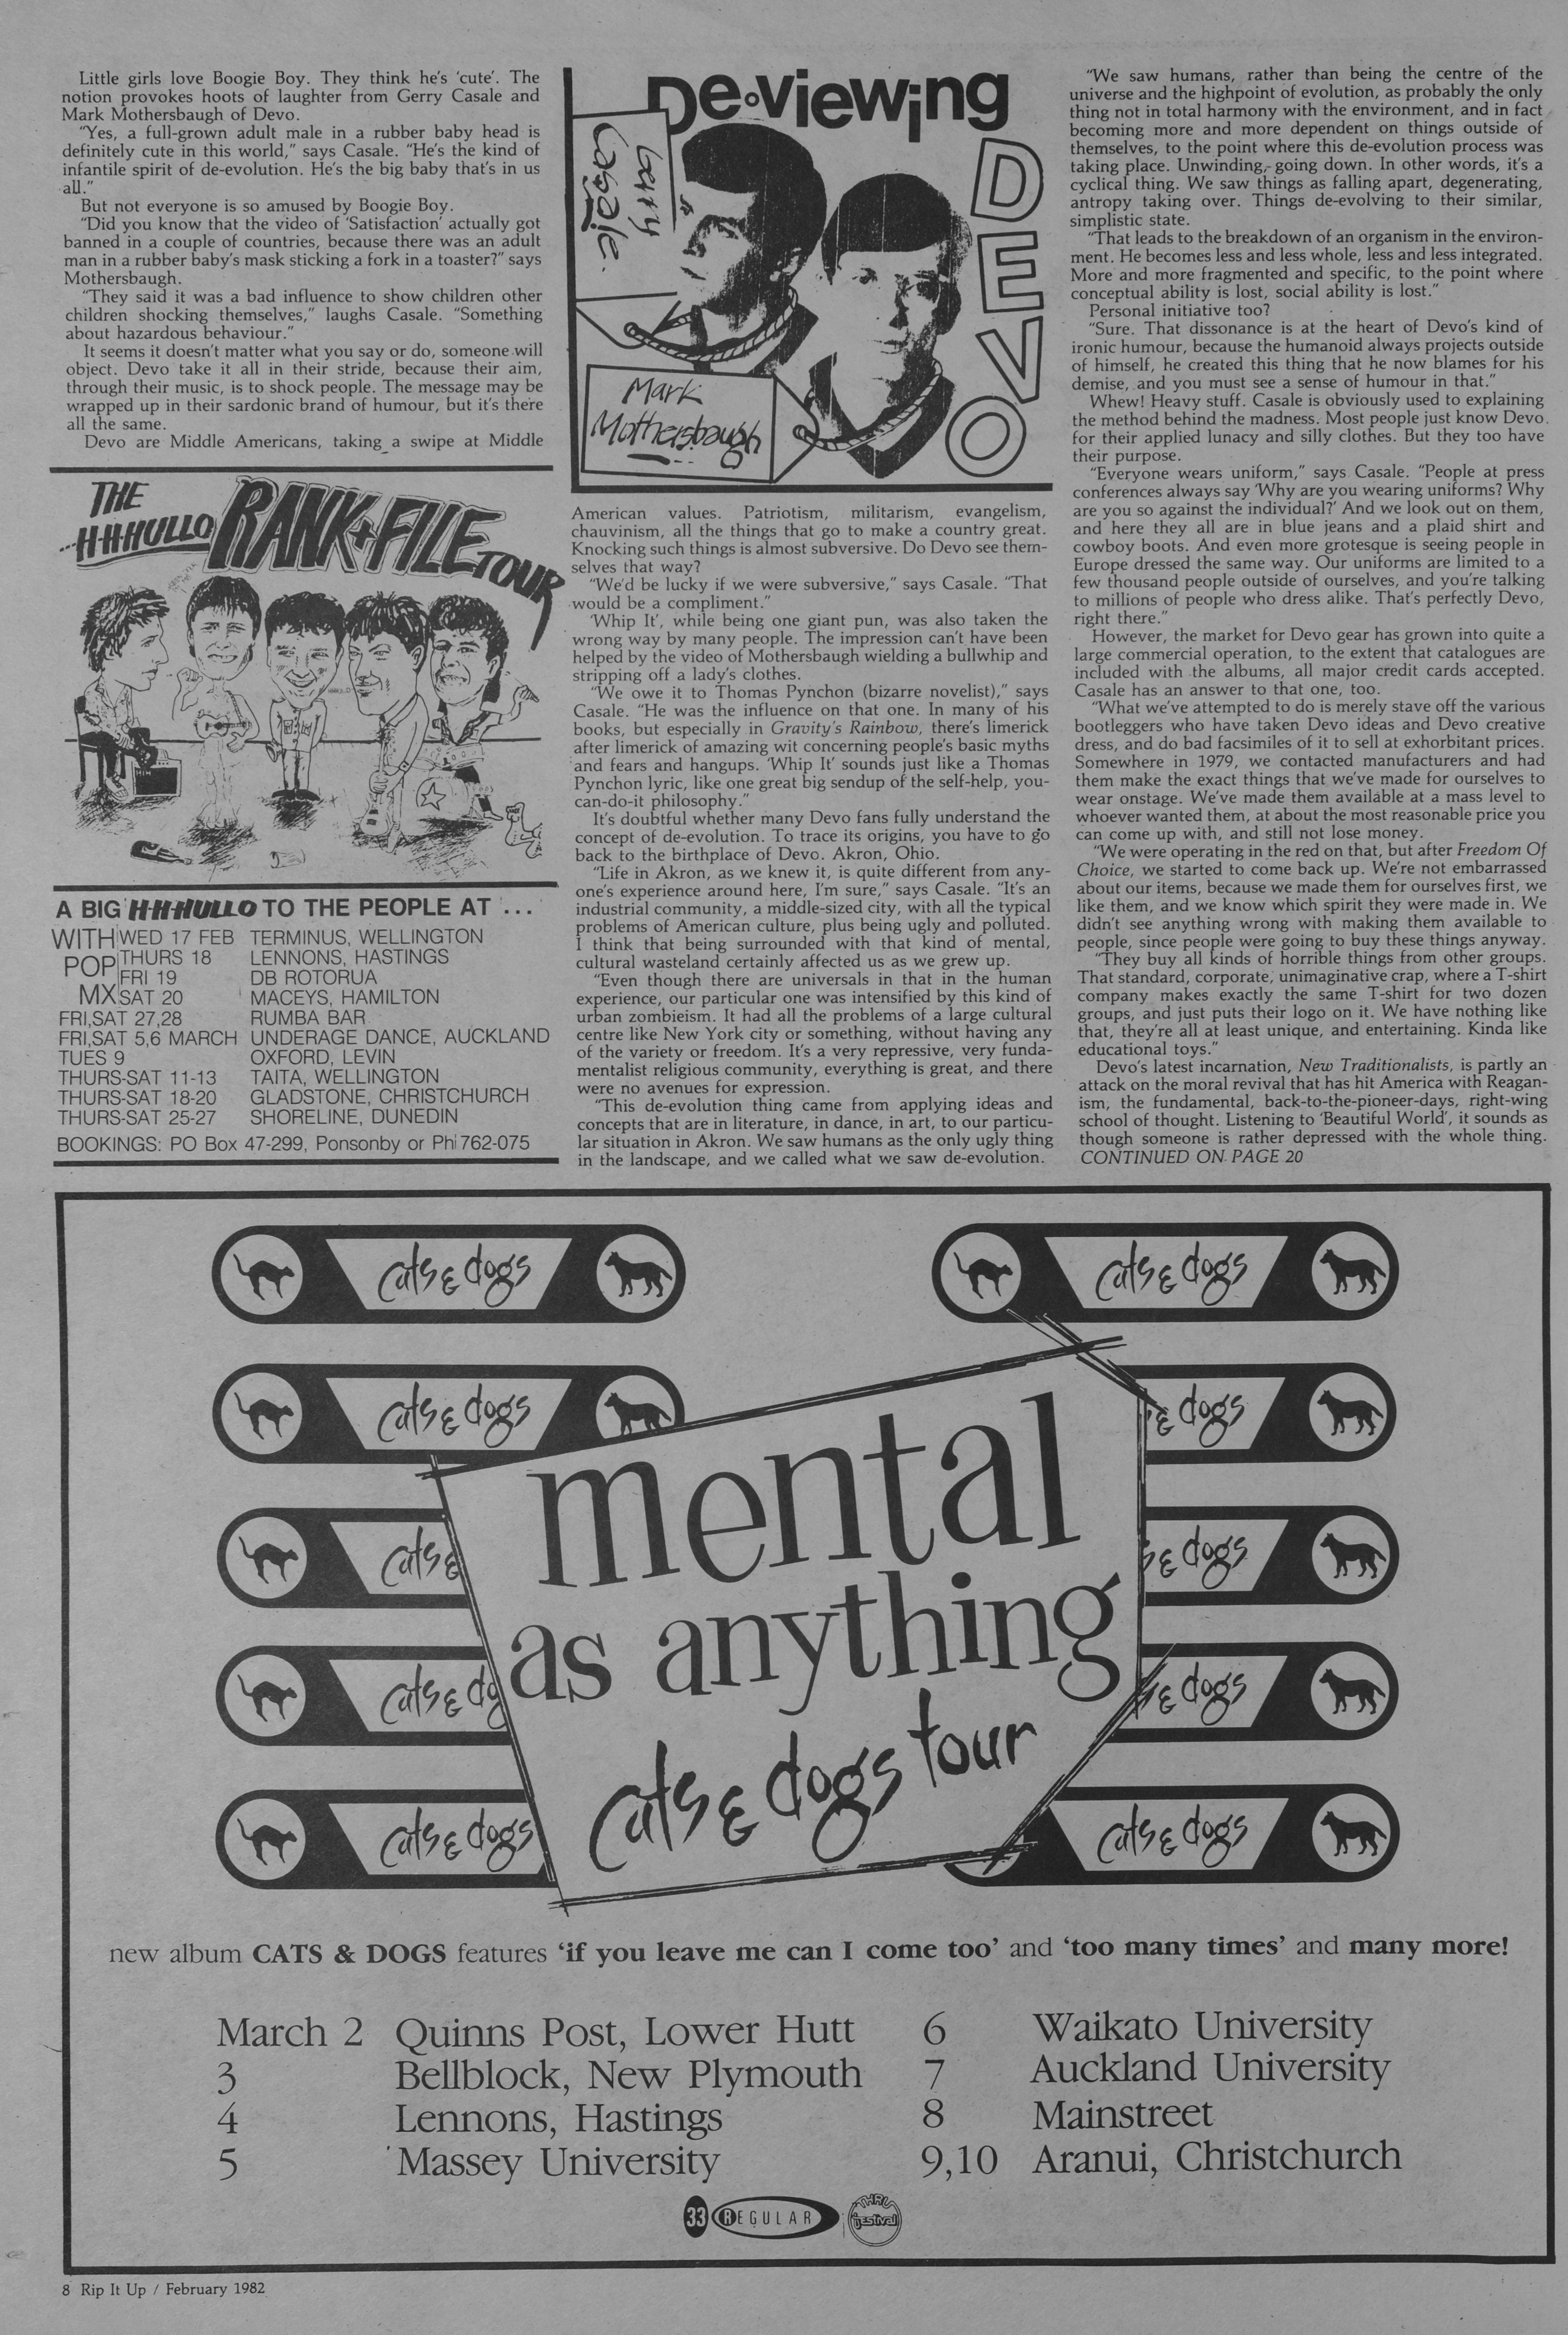 Little girls love Boogie Boy. They think he's 'cute'. The
notion provokes hoots of laughter from Gerry Casale and
Mark Mothersbaugh of Devo.
"Yes, a full-grown adult male in a rubber baby head is
definitely cute in this world," says Casale. "He's the kind of
infantile spirit of de-evolution. He's the big baby that's in us
all."
But not everyone is so amused by Boogie Boy.
"Did you know that the video of 'Satisfaction' actually got
banned in a couple of countries, because there was an adult
man in a rubber baby's mask sticking a fork in a toaster?" says
Mothersbaugh.
"They said it was a bad influence to show children other
children shocking themselves," laughs Casale. "Something
about hazardous behaviour."
It seems it doesn't matter what you say or do, someone will
object. Devo take it all in their stride, because their aim,
through their music, is to shock people. The message may be
wrapped up in their sardonic brand of humour, but it's there
all the same.
Devo are Middle Americans, taking a swipe at Middle
De-viewing
DEVO
Gerry
Casale.
Mark
Mothersbaugh
American values. Patriotism, militarism, evangelism,
chauvinism, all the things that go to make a country great.
Knocking such things is almost subversive. Do Devo see them-
selves that way?
"We'd be lucky if we were subversive," says Casale. "That
would be a compliment."
'Whip It', while being one giant pun, was also taken the
wrong way by many people. The impression can't have been
helped by the video of Mothersbaugh wielding a bullwhip and
stripping off a lady's clothes.
"We owe it to Thomas Pynchon (bizarre novelist)," says
Casale. "He was the influence on that one. In many of his
books, but especially in Gravity's Rainbow, there's limerick
after limerick of amazing wit concerning people's basic myths
and fears and hangups. 'Whip It' sounds just like a Thomas
Pynchon lyric, like one great big sendup of the self-help, you-
can-do-it philosophy."
It's doubtful whether many Devo fans fully understand the
concept of de-evolution. To trace its origins, you have to go
back to the birthplace of Devo. Akron, Ohio.
"Life in Akron, as we knew it, is quite different from any-
one's experience around here, I'm sure," says Casale. "It's an
industrial community, a middle-sized city, with all the typical
problems of American culture, plus being ugly and polluted.
I think that being surrounded with that kind of mental,
cultural wasteland certainly affected us as we grew up.
"Even though there are universals in that in the human
experience, our particular one was intensified by this kind of
urban zombieism. It had all the problems of a large cultural
centre like New York city or something, without having any
of the variety or freedom. It's a very repressive, very funda-
mentalist religious community, everything is great, and there
were no avenues for expression.
"This de-evolution thing came from applying ideas and
concepts that are in literature, in dance, in art, to our particu-
lar situation in Akron. We saw humans as the only ugly thing
in the landscape, and we called what we saw de-evolution.
"We saw humans, rather than being the centre of the
universe and the highpoint of evolution, as probably the only
thing not in total harmony with the environment, and in fact
becoming more and more dependent on things outside of
themselves, to the point where this de-evolution process was
taking place. Unwinding, going down. In other words, it's a
cyclical thing. We saw things as falling apart, degenerating,
antropy taking over. Things de-evolving to their similar,
simplistic state.
"That leads to the breakdown of an organism in the environ-
ment. He becomes less and less whole, less and less integrated.
More and more fragmented and specific, to the point where
conceptual ability is lost, social ability is lost."
Personal initiative too?
"Sure. That dissonance is at the heart of Devo's kind of
ironic humour, because the humanoid always projects outside
of himself, he created this thing that he now blames for his
demise, and you must see a sense of humour in that."
Whew! Heavy stuff. Casale is obviously used to explaining
the method behind the madness. Most people just know Devo
for their applied lunacy and silly clothes. But they too have
their purpose.
"Everyone wears uniform," says Casale. "People at press
conferences always say 'Why are you wearing uniforms? Why
are you so against the individual?' And we look out on them,
and here they all are in blue jeans and a plaid shirt and
cowboy boots. And even more grotesque is seeing people in
Europe dressed the same way. Our uniforms are limited to a
few thousand people outside of ourselves, and you're talking
to millions of people who dress alike. That's perfectly Devo,
right there."
However, the market for Devo gear has grown into quite a
large commercial operation, to the extent that catalogues are
included with the albums, all major credit cards accepted.
Casale has an answer to that one, too.
"What we've attempted to do is merely stave off the various
bootleggers who have taken Devo ideas and Devo creative
dress, and do bad facsimiles of it to sell at exhorbitant prices.
Somewhere in 1979, we contacted manufacturers and had
them make the exact things that we've made for ourselves to
wear onstage. We've made them available at a mass level to
whoever wanted them, at about the most reasonable price you
can come up with, and still not lose money.
"We were operating in the red on that, but after Freedom Of
Choice, we started to come back up. We're not embarrassed
about our items, because we made them for ourselves first, we
like them, and we know which spirit they were made in. We
didn't see anything wrong with making them available to
people, since people were going to buy these things anyway.
"They buy all kinds of horrible things from other groups.
That standard, corporate, unimaginative crap, where a T-shirt
company makes exactly the same T-shirt for two dozen
groups, and just puts their logo on it. We have nothing like
that, they're all at least unique, and entertaining. Kinda like
educational toys."
Devo's latest incarnation, New Traditionalists, is partly an
attack on the moral revival that has hit America with Reagan-
ism, the fundamental, back-to-the-pioneer-days, right-wing
school of thought. Listening to 'Beautiful World', it sounds as
though someone is rather depressed with the whole thing.
CONTINUED ON PAGE 20
THE
...H-H-HULLO RANK+FILE TOUR
A BIG H-H-HULLO TO THE PEOPLE AT ...
WITH POP MX
WED 17 FEB TERMINUS, WELLINGTON
THURS 18 LENNONS, HASTINGS
FRI 19 DB ROTORUA
SAT 20 MACEYS, HAMILTON
FRI,SAT 27,28 RUMBA BAR
FRI,SAT 5,6 MARCH UNDERAGE DANCE, AUCKLAND
TUES 9 OXFORD, LEVIN
THURS-SAT 11-13 TAITA, WELLINGTON
THURS-SAT 18-20 GLADSTONE, CHRISTCHURCH
THURS-SAT 25-27 SHORELINE, DUNEDIN
BOOKINGS: PO Box 47-299, Ponsonby or Ph 762-075
cats & dogs
cats & dogs
cats & dogs
& dogs
cats &
s & dogs
cats & do
s & dogs
cats & dogs
cats & dogs
mental
as anything
cats & dogs tour
new album CATS & DOGS features 'if you leave me can I come too' and 'too many times' and many more!
March 2 Quinns Post, Lower Hutt
3 Bellblock, New Plymouth
4 Lennons, Hastings
5 Massey University
6 Waikato University
7 Auckland University
8 Mainstreet
9,10 Aranui, Christchurch
33 REGULAR THRU festival
8 Rip It Up / February 1982